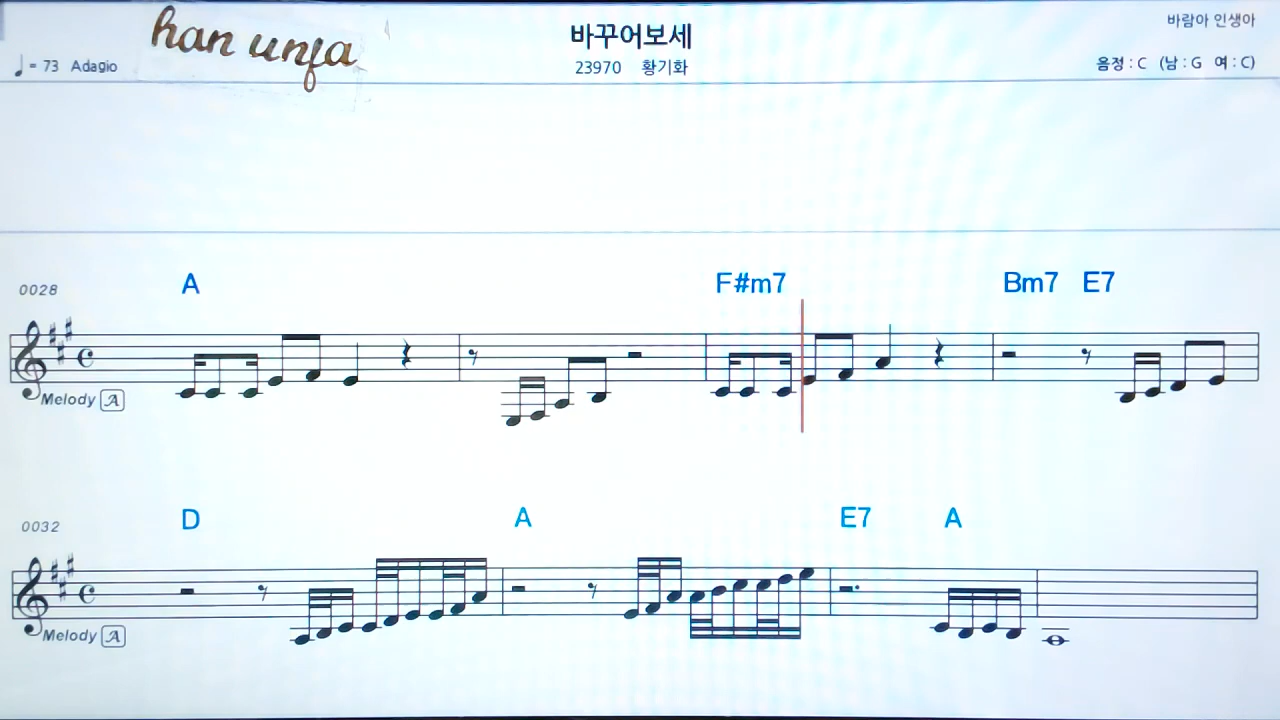 han unja
바꾸어보세
바람아 인생아
♩= 73 Adagio
23970 황기화
음정 : C (남 : G 여 : C)
0028
A F#m7 Bm7 E7
Melody A
0032
D A E7 A
Melody A